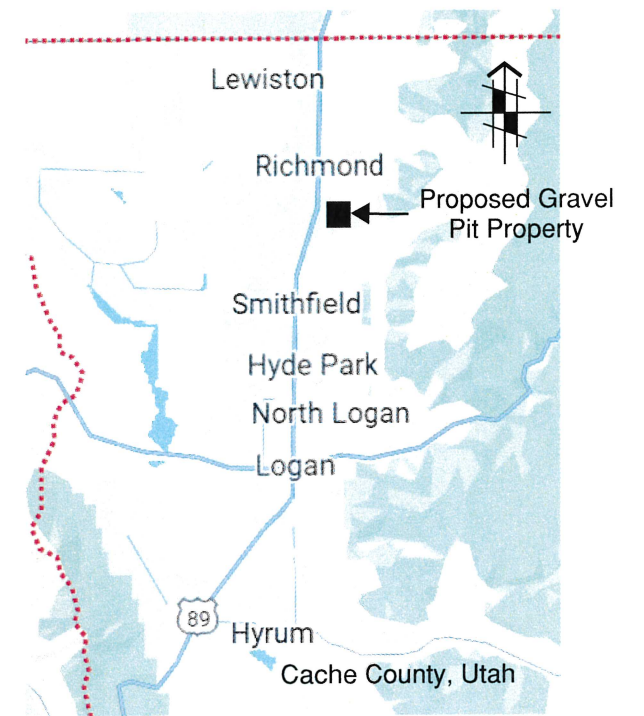 Lewiston
Richmond
Proposed Gravel
Pit Property
Smithfield
Hyde Park
North Logan
Logan
89
Hyrum
Cache County, Utah